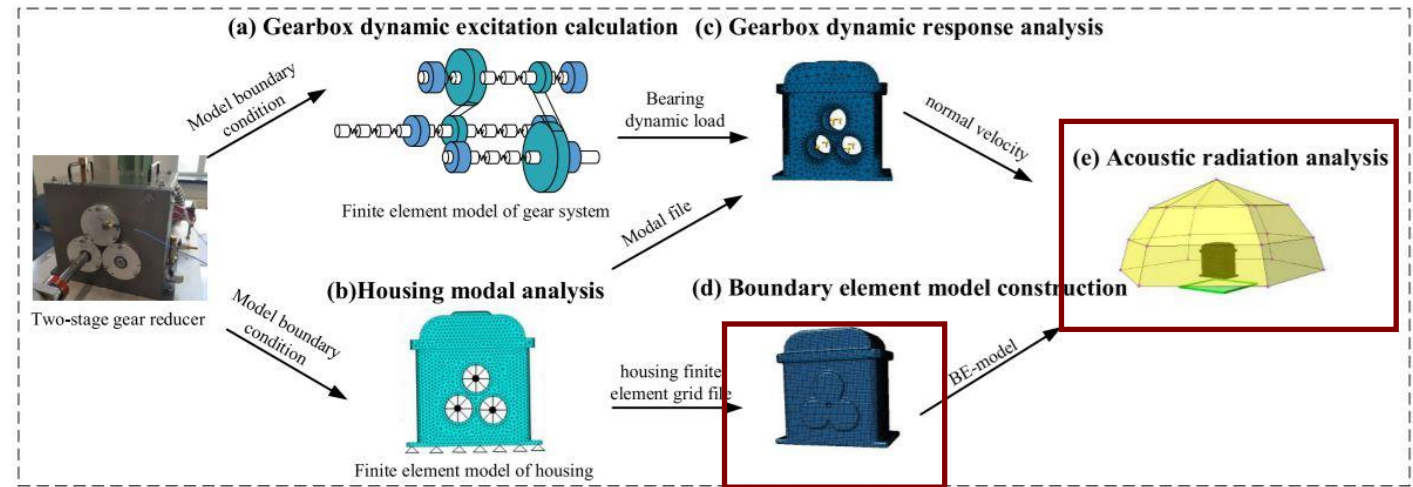 (a) Gearbox dynamic excitation calculation
(c) Gearbox dynamic response analysis
Model boundary
condition
Bearing
dynamic load
normal velocity
(e) Acoustic radiation analysis
Finite element model of gear system
Modal file
Two-stage gear reducer
Model boundary
condition
(b)Housing modal analysis
(d) Boundary element model construction
housing finite
element grid file
BE-model
Finite element model of housing